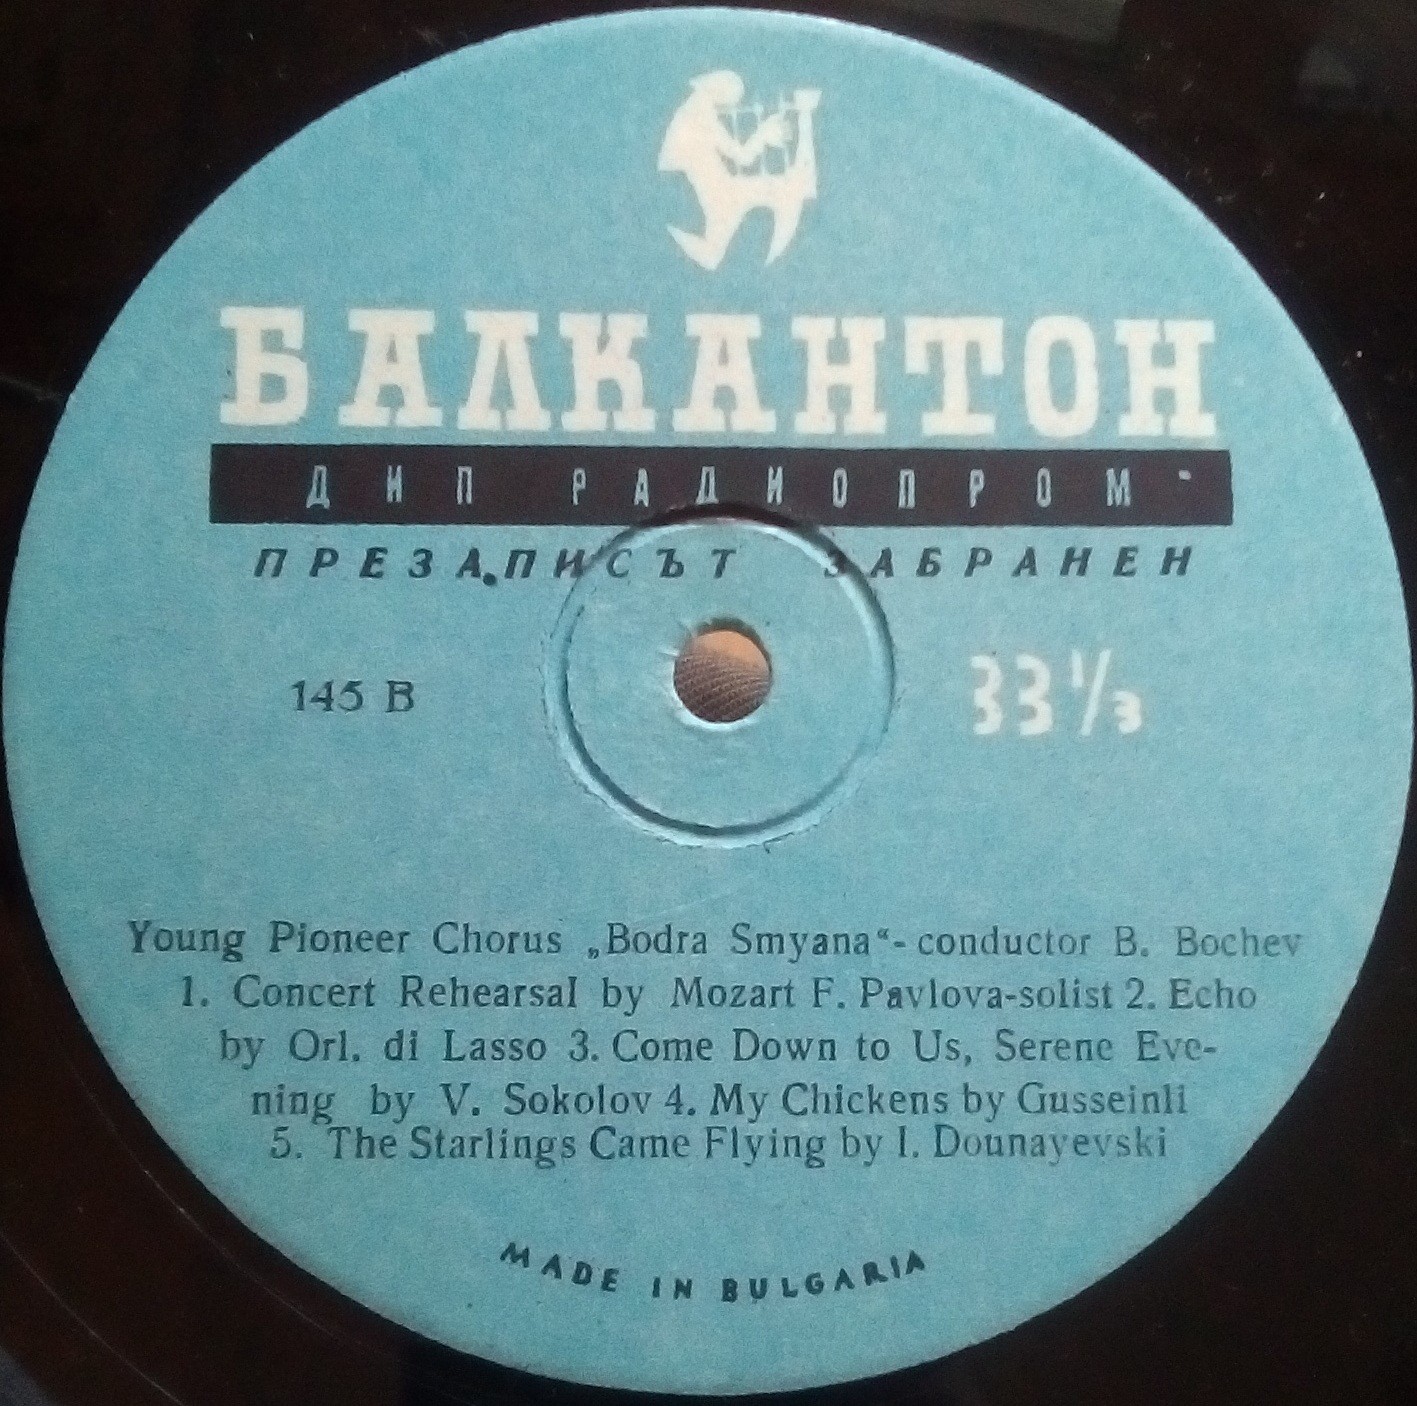 БАЛКАНТОН
ДИП РАДИОПРОМ"
ПРЕЗАПИСЪТ ЗАБРАНЕН
145 B
33 1/3
Young Pioneer Chorus „Bodra Smyana“- conductor B. Bochev
1. Concert Rehearsal by Mozart F. Pavlova-solist 2. Echo
by Orl. di Lasso 3. Come Down to Us, Serene Eve-
ning by V. Sokolov 4. My Chickens by Gusseinli
5. The Starlings Came Flying by I. Dounayevski
MADE IN BULGARIA